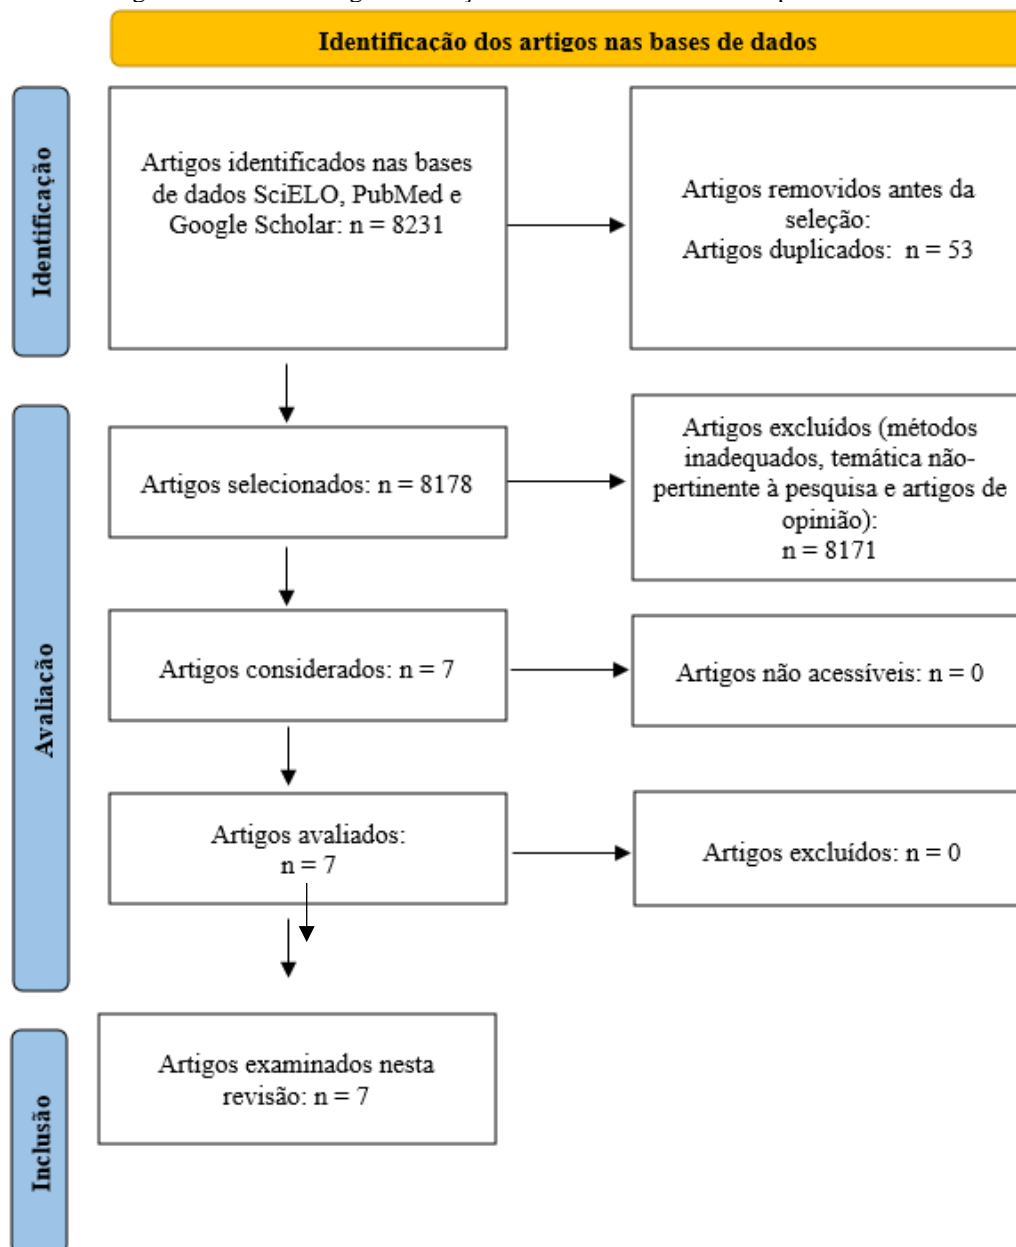 Identificação dos artigos nas bases de dados
Identificação
Artigos identificados nas bases
de dados SciELO, PubMed e
Google Scholar: n = 8231
Artigos removidos antes da
seleção:
Artigos duplicados: n = 53
Avaliação
Artigos selecionados: n = 8178
Artigos excluídos (métodos
inadequados, temática não-
pertinente à pesquisa e artigos de
opinião):
n = 8171
Artigos considerados: n = 7
Artigos não acessíveis: n = 0
Artigos avaliados:
n = 7
Artigos excluídos: n = 0
Inclusão
Artigos examinados nesta
revisão: n = 7